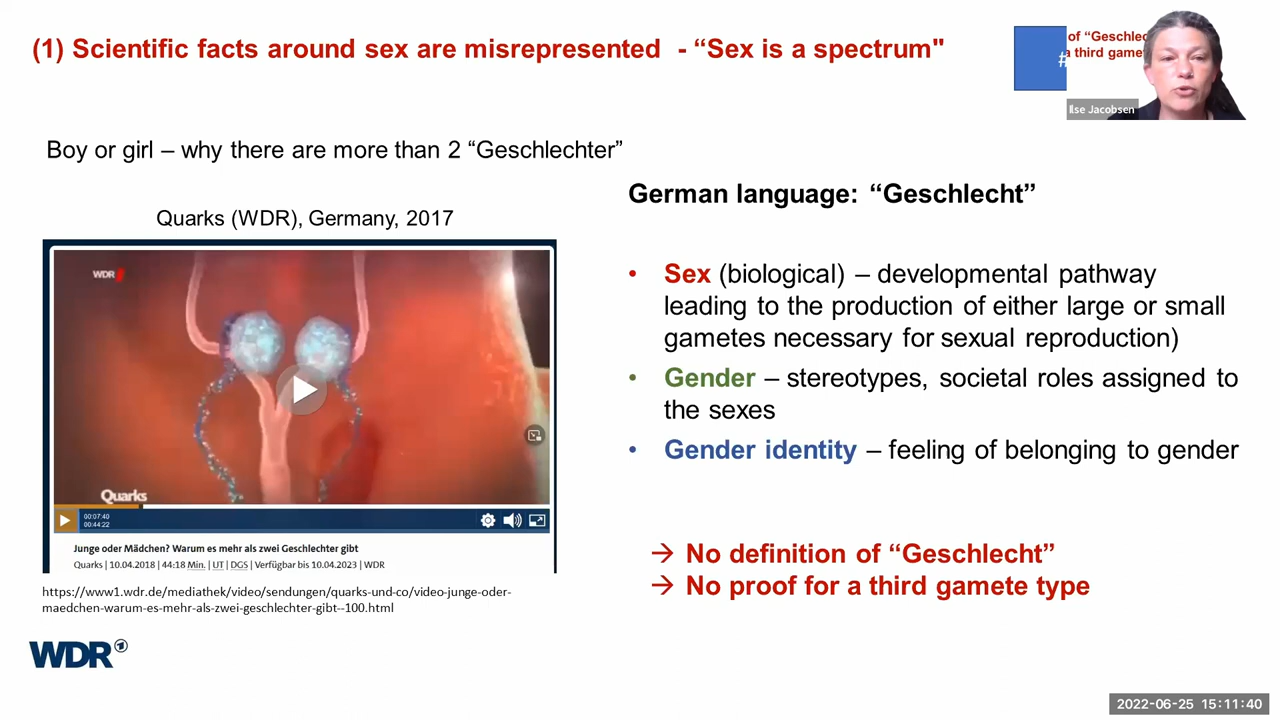 (1) Scientific facts around sex are misrepresented - “Sex is a spectrum"
of “Geschlec
a third game
#
Ilse Jacobsen
Boy or girl – why there are more than 2 “Geschlechter”
Quarks (WDR), Germany, 2017
WDR
Quarks
00:07:40
00:44:22
Junge oder Mädchen? Warum es mehr als zwei Geschlechter gibt
Quarks | 10.04.2018 | 44:18 Min. | UT | DGS | Verfügbar bis 10.04.2023 | WDR
https://www1.wdr.de/mediathek/video/sendungen/quarks-und-co/video-junge-oder-
maedchen-warum-es-mehr-als-zwei-geschlechter-gibt--100.html
WDR
German language: “Geschlecht”
• Sex (biological) – developmental pathway
leading to the production of either large or small
gametes necessary for sexual reproduction)
• Gender – stereotypes, societal roles assigned to
the sexes
• Gender identity – feeling of belonging to gender
→ No definition of “Geschlecht”
→ No proof for a third gamete type
2022-06-25 15:11:40